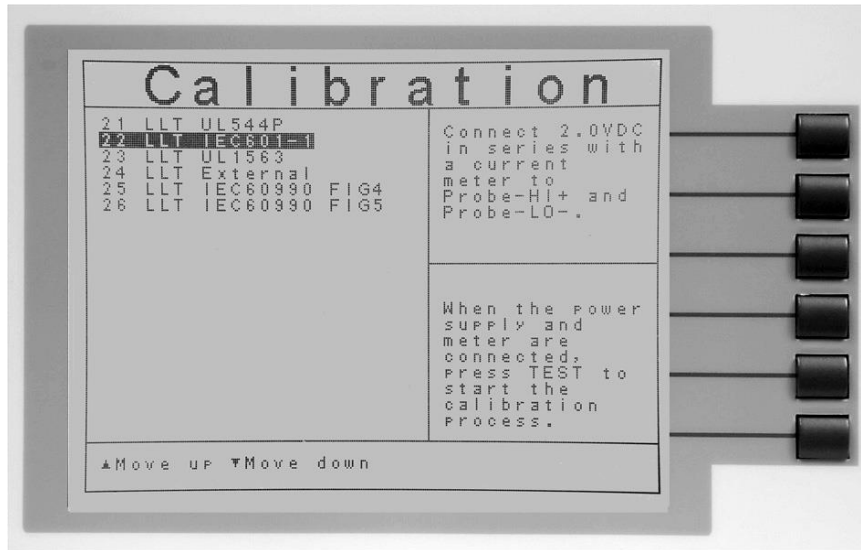 Calibration
21 LLT UL544P
22 LLT IEC601-1
23 LLT UL1563
24 LLT External
25 LLT IEC60990 FIG4
26 LLT IEC60990 FIG5
Connect 2.0VDC
in series with
a current
meter to
Probe-HI+ and
Probe-LO-.
When the power
supply and
meter are
connected,
press TEST to
start the
calibration
process.
▲Move up ▼Move down